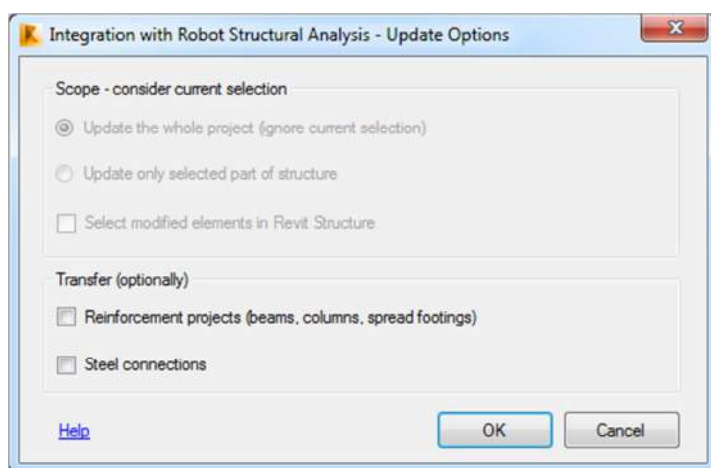 Integration with Robot Structural Analysis - Update Options
Scope - consider current selection
Update the whole project (ignore current selection)
Update only selected part of structure
Select modified elements in Revit Structure
Transfer (optionally)
Reinforcement projects (beams, columns, spread footings)
Steel connections
Help
OK
Cancel